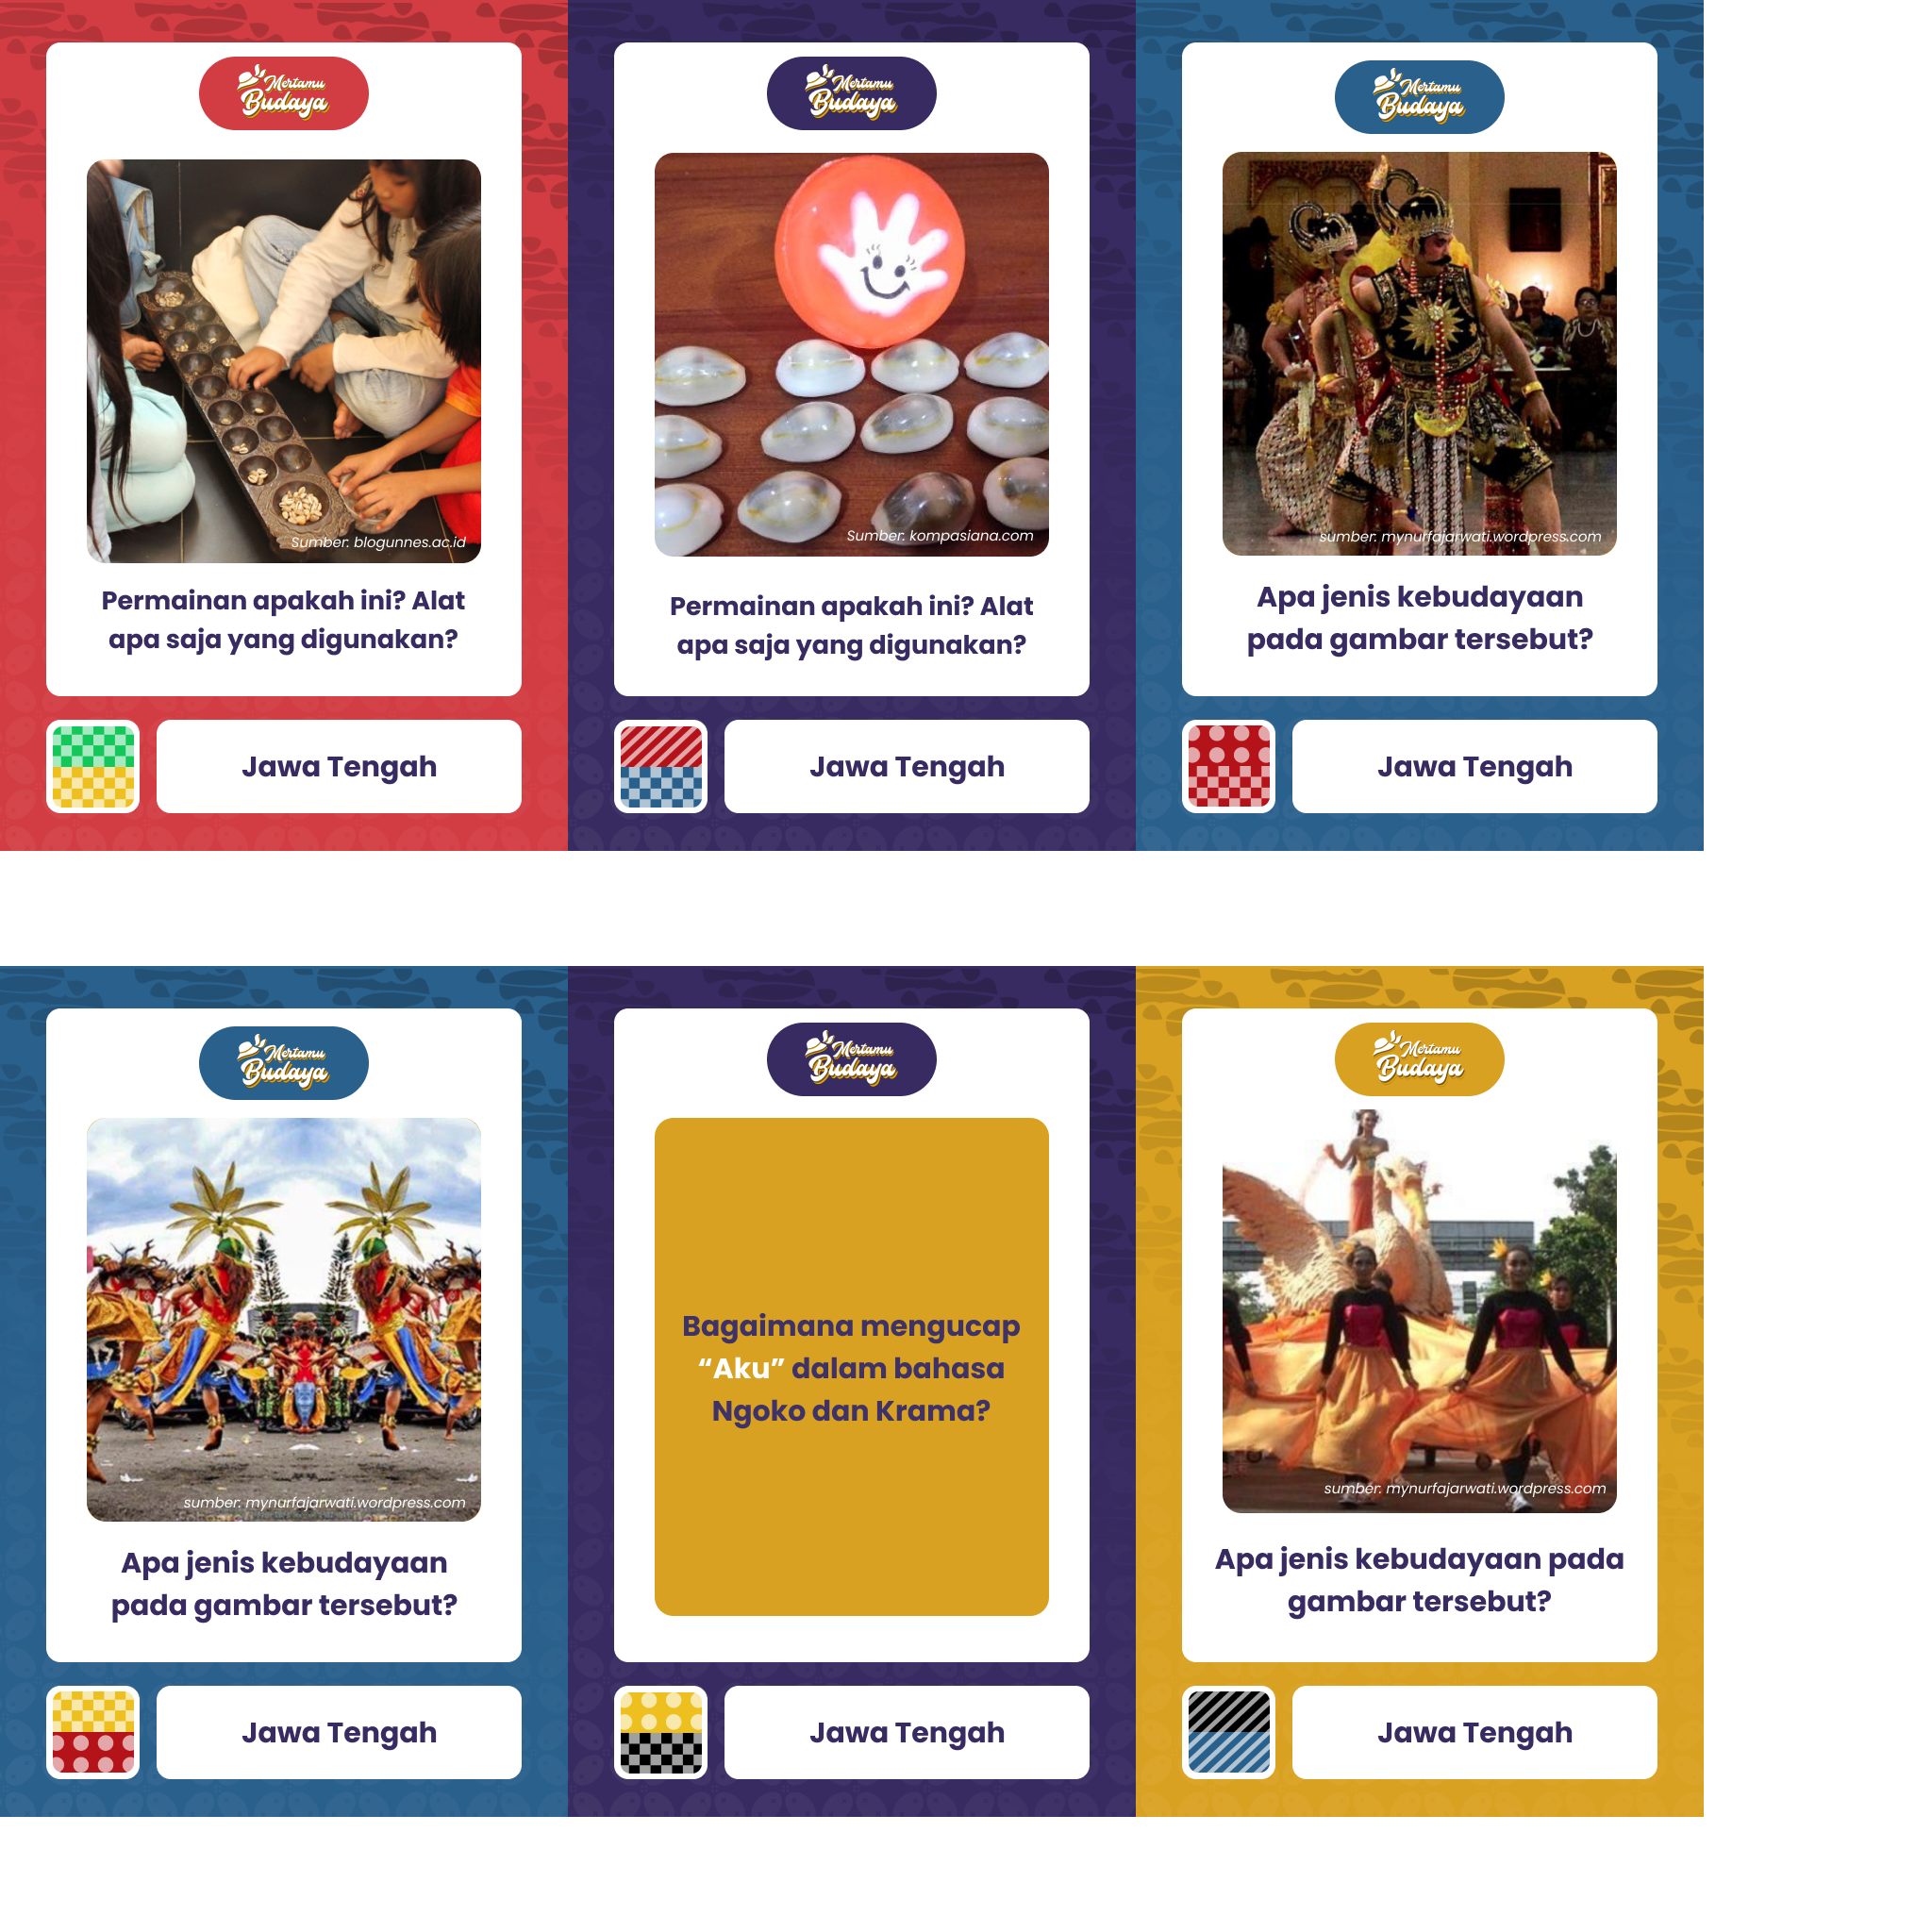 Mertamu
Budaya
Sumber: blogunnes.ac.id
Permainan apakah ini? Alat
apa saja yang digunakan?
Jawa Tengah
Mertamu
Budaya
Sumber: kompasiana.com
Permainan apakah ini? Alat
apa saja yang digunakan?
Jawa Tengah
Mertamu
Budaya
sumber: mynurfajarwati.wordpress.com
Apa jenis kebudayaan
pada gambar tersebut?
Jawa Tengah
Mertamu
Budaya
sumber: mynurfajarwati.wordpress.com
Apa jenis kebudayaan
pada gambar tersebut?
Jawa Tengah
Mertamu
Budaya
Bagaimana mengucap
“Aku” dalam bahasa
Ngoko dan Krama?
Jawa Tengah
Mertamu
Budaya
sumber: mynurfajarwati.wordpress.com
Apa jenis kebudayaan pada
gambar tersebut?
Jawa Tengah